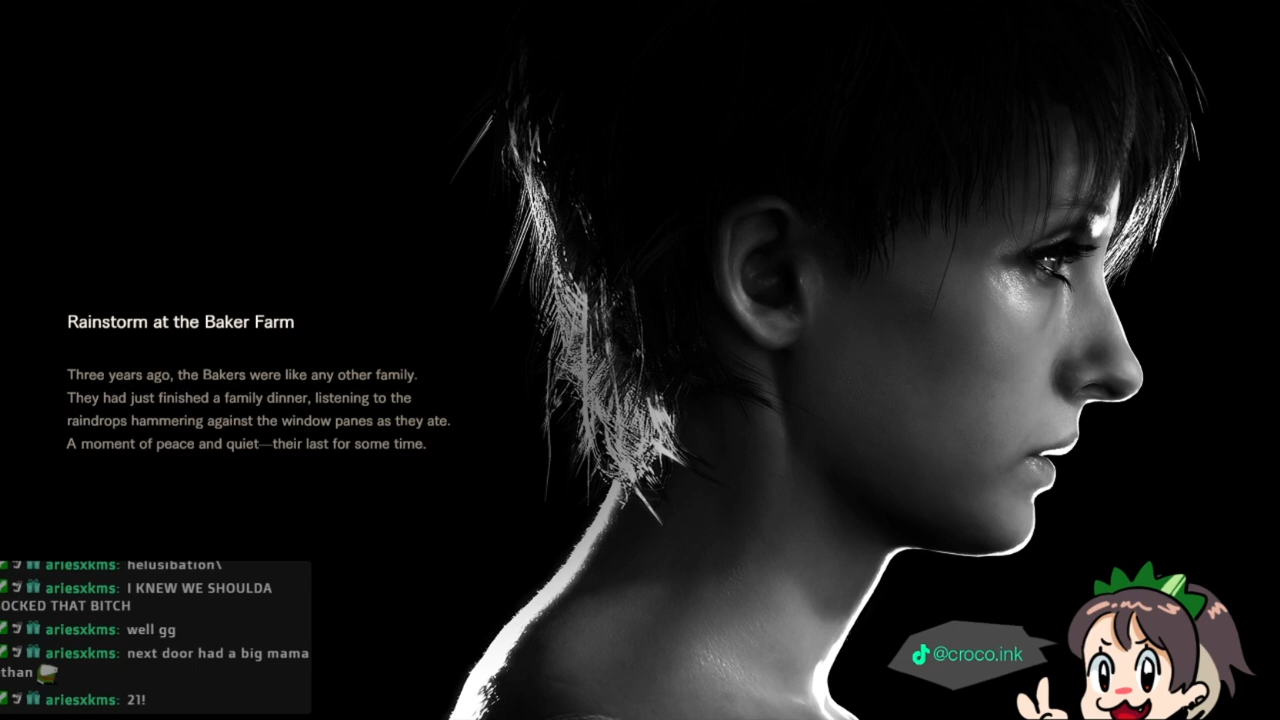 Rainstorm at the Baker Farm
Three years ago, the Bakers were like any other family.
They had just finished a family dinner, listening to the
raindrops hammering against the window panes as they ate.
A moment of peace and quiet—their last for some time.
ariesxkms: helusibation\
ariesxkms: I KNEW WE SHOULDA
OCKED THAT BITCH
ariesxkms: well gg
ariesxkms: next door had a big mama
than
ariesxkms: 21!
@croco.ink